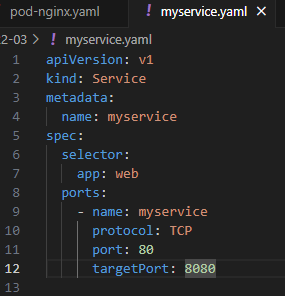 pod-nginx.yaml
! myservice.yaml ×
2-03 > ! myservice.yaml
1 apiVersion: v1
2 kind: Service
3 metadata:
4   name: myservice
5 spec:
6   selector:
7     app: web
8   ports:
9     - name: myservice
10       protocol: TCP
11       port: 80
12       targetPort: 8080